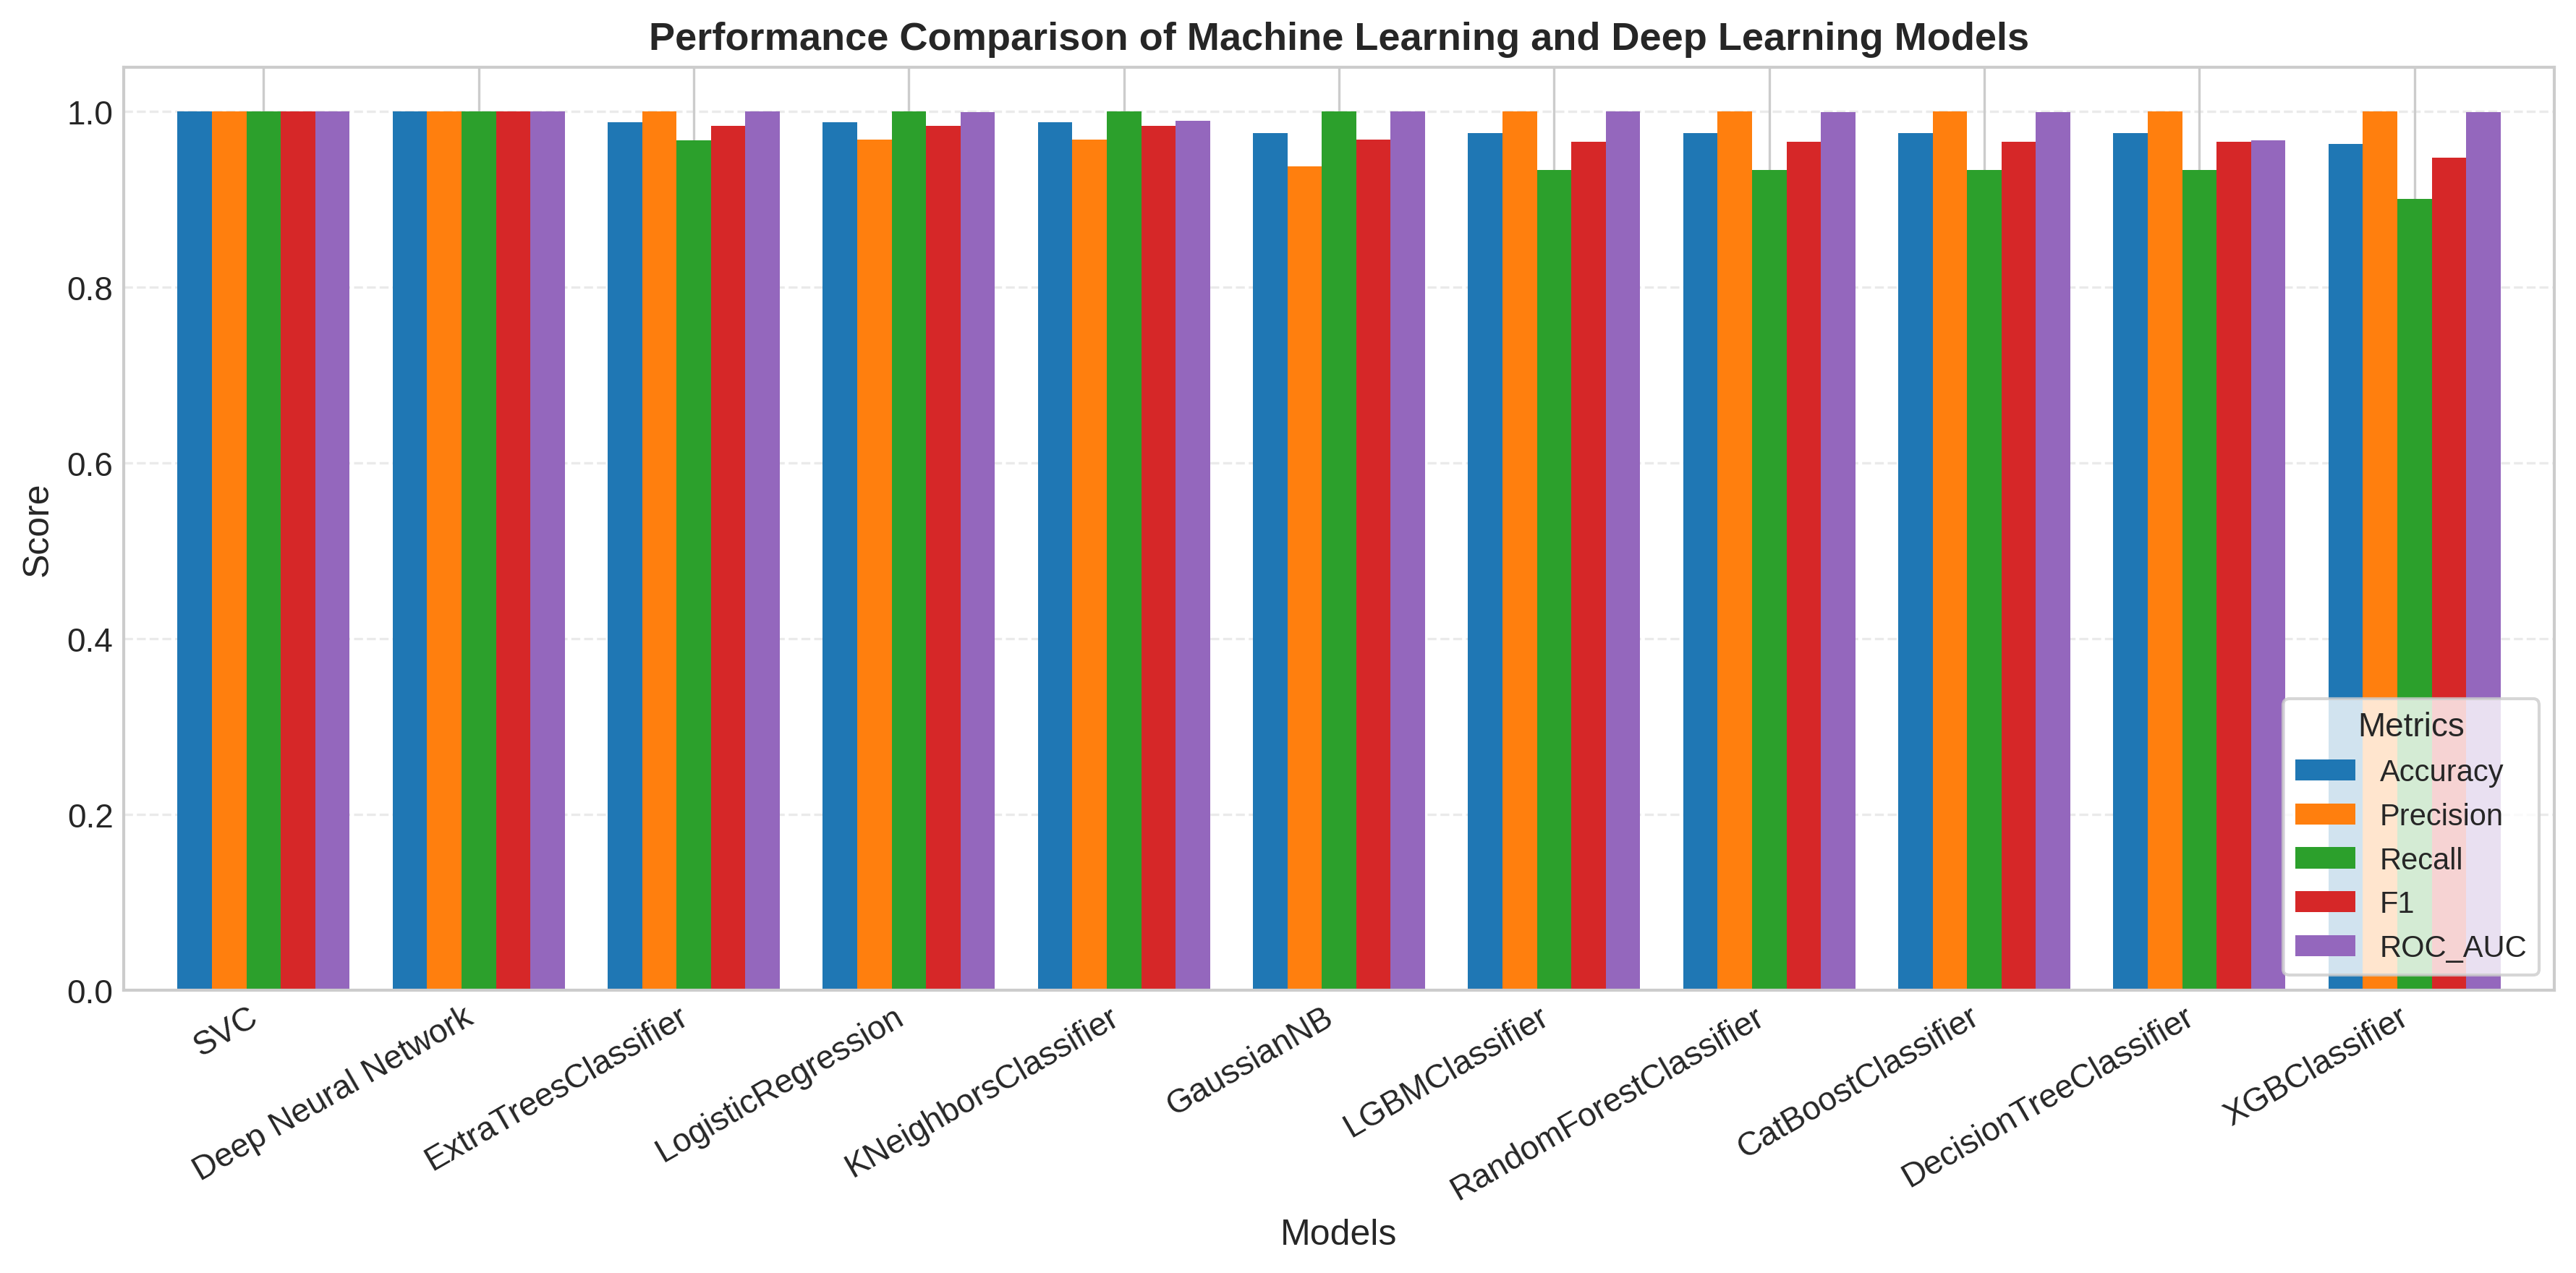 Performance Comparison of Machine Learning and Deep Learning Models
Score
1.0
0.8
0.6
0.4
0.2
0.0
Metrics
Accuracy
Precision
Recall
F1
ROC_AUC
SVC
Deep Neural Network
ExtraTreesClassifier
LogisticRegression
KNeighborsClassifier
GaussianNB
LGBMClassifier
RandomForestClassifier
CatBoostClassifier
DecisionTreeClassifier
XGBClassifier
Models